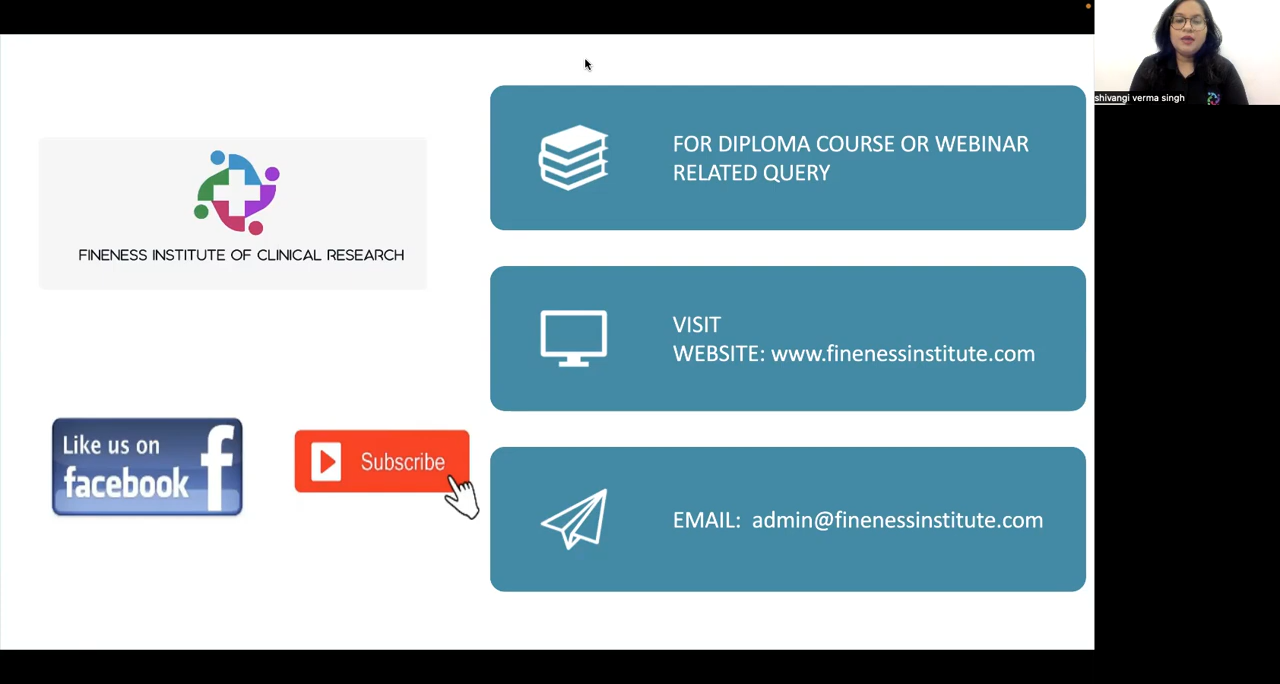 shivangi verma singh
FOR DIPLOMA COURSE OR WEBINAR
RELATED QUERY
FINENESS INSTITUTE OF CLINICAL RESEARCH
VISIT
WEBSITE: www.finenessinstitute.com
Like us on
facebook
f
Subscribe
EMAIL: admin@finenessinstitute.com